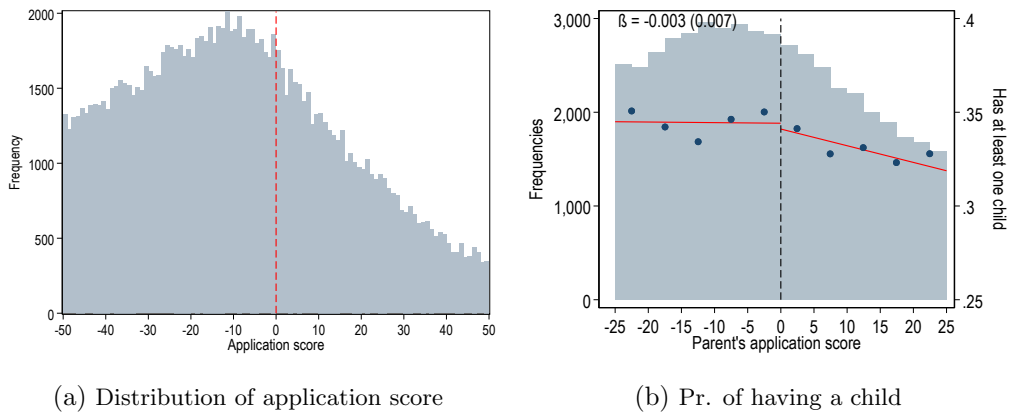 2000
1500
1000
500
0
Frequency
-50 -40 -30 -20 -10 0 10 20 30 40 50
Application score
(a) Distribution of application score
ß = -0.003 (0.007)
3,000
2,000
1,000
0
Frequencies
.4
.35
.3
.25
Has at least one child
-25 -20 -15 -10 -5 0 5 10 15 20 25
Parent's application score
(b) Pr. of having a child